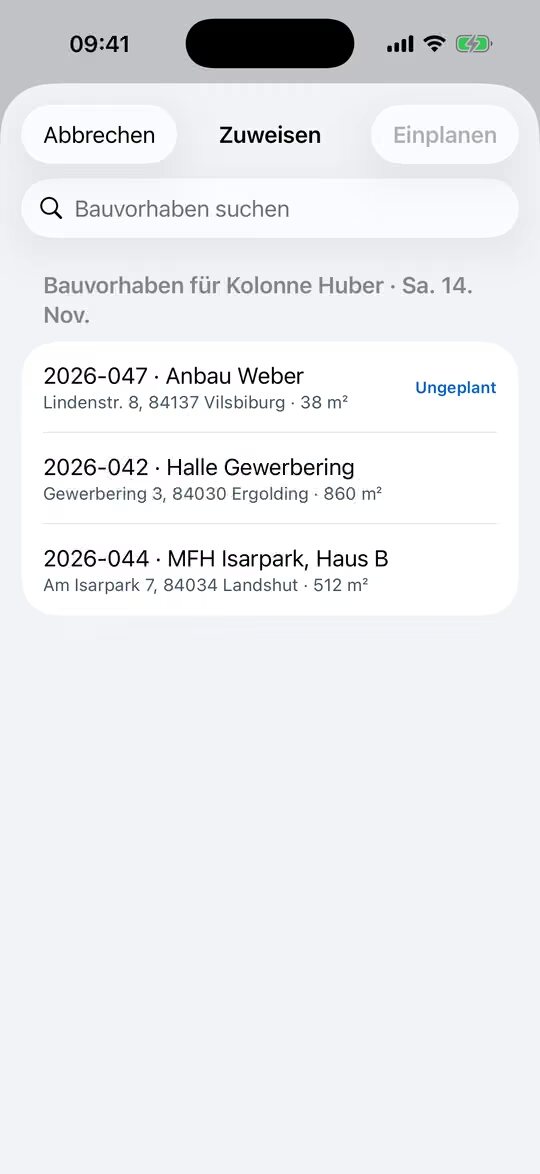 09:41
Abbrechen Zuweisen Einplanen
Bauvorhaben suchen
Bauvorhaben für Kolonne Huber · Sa. 14.
Nov.
2026-047 · Anbau Weber
Lindenstr. 8, 84137 Vilsbiburg · 38 m²
Ungeplant
2026-042 · Halle Gewerbering
Gewerbering 3, 84030 Ergolding · 860 m²
2026-044 · MFH Isarpark, Haus B
Am Isarpark 7, 84034 Landshut · 512 m²